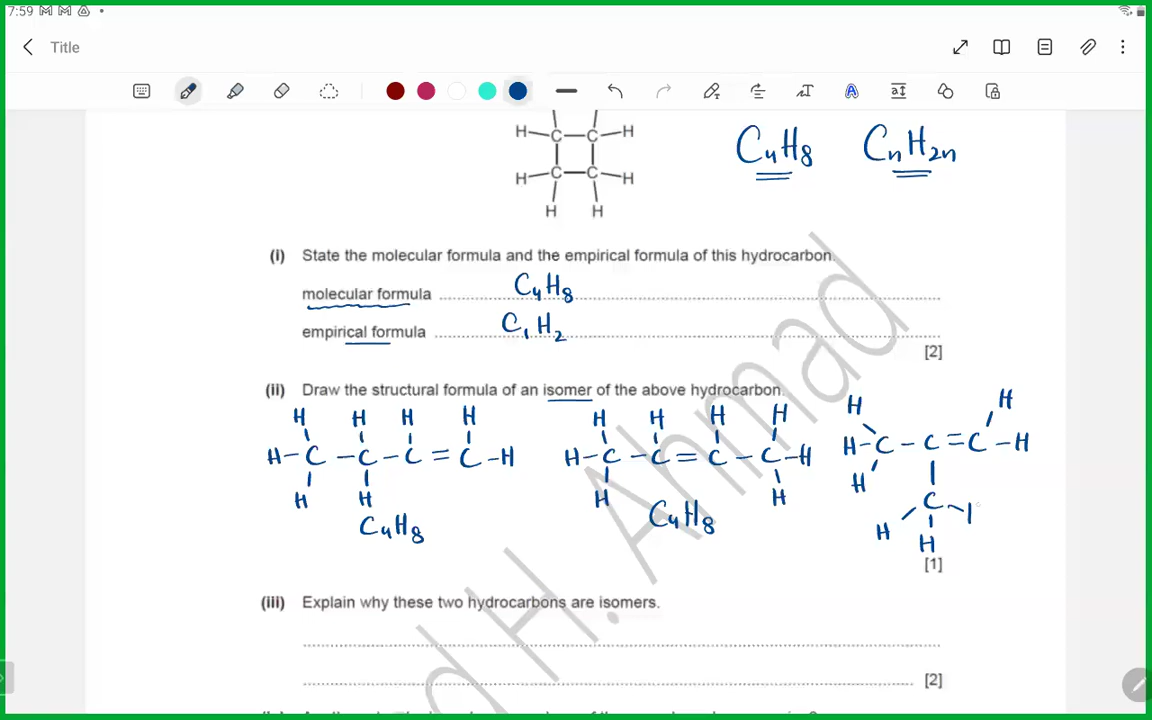 7:59
Title
H C C H C4H8 CnH2n
H C C H
H H
(i) State the molecular formula and the empirical formula of this hydrocarbon.
molecular formula C4H8
empirical formula C1H2
[2]
(ii) Draw the structural formula of an isomer of the above hydrocarbon.
H H H H H H H H H H
H-C-C-C=C-H H-C-C=C-C-H H-C-C=C-H
H H H H H C
C4H8 C4H8 H H
[1]
(iii) Explain why these two hydrocarbons are isomers.
[2]
d H. Ahmad